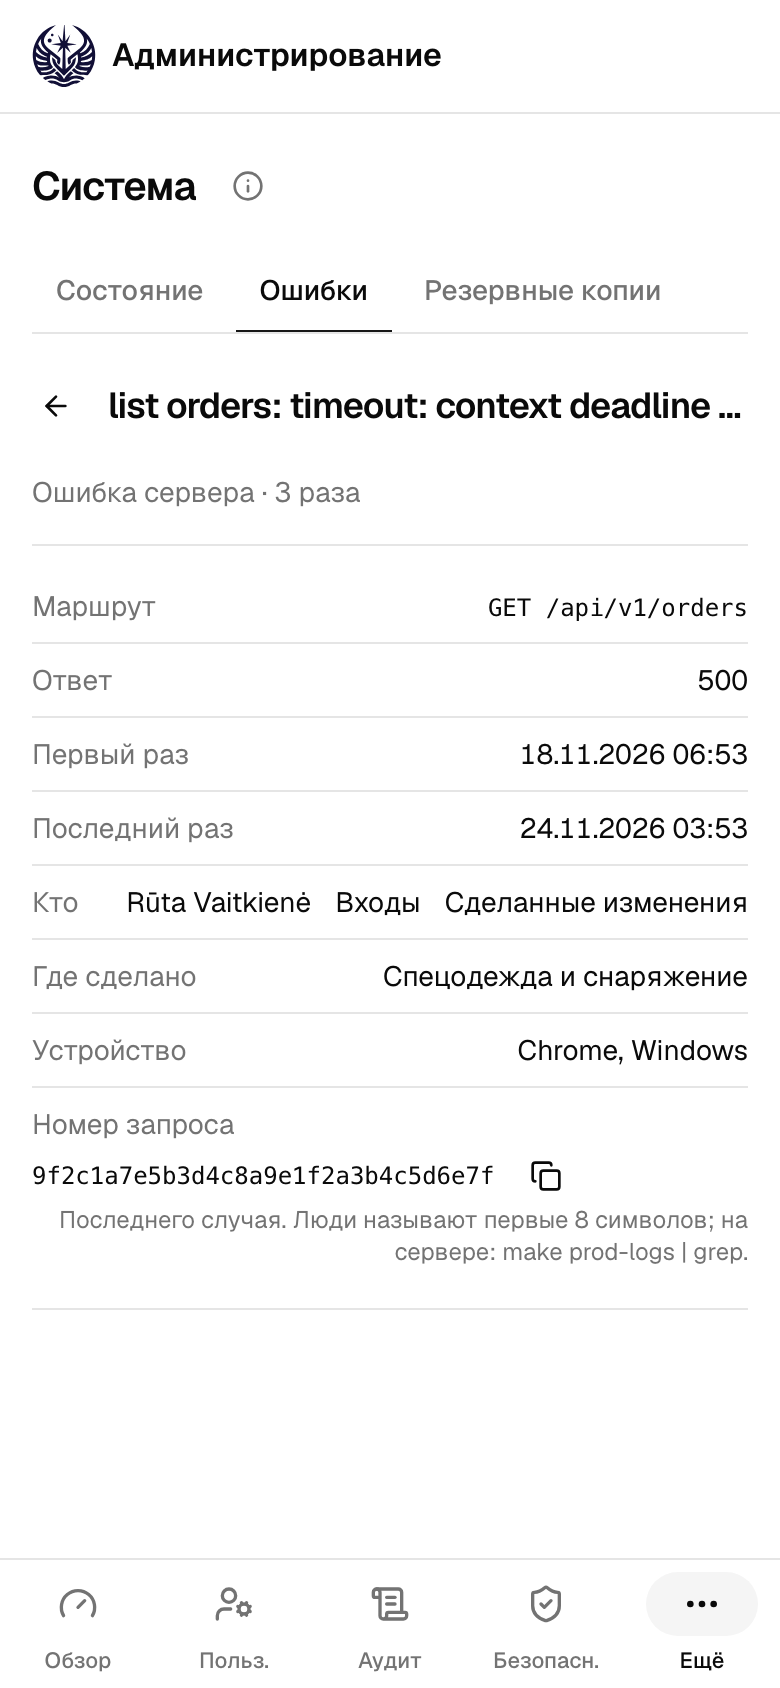 Администрирование
Система
Состояние Ошибки Резервные копии
list orders: timeout: context deadline ...
Ошибка сервера · 3 раза
Маршрут GET /api/v1/orders
Ответ 500
Первый раз 18.11.2026 06:53
Последний раз 24.11.2026 03:53
Кто Rūta Vaitkienė Входы Сделанные изменения
Где сделано Спецодежда и снаряжение
Устройство Chrome, Windows
Номер запроса
9f2c1a7e5b3d4c8a9e1f2a3b4c5d6e7f
Последнего случая. Люди называют первые 8 символов; на
сервере: make prod-logs | grep.
Обзор Польз. Аудит Безопасн. Ещё